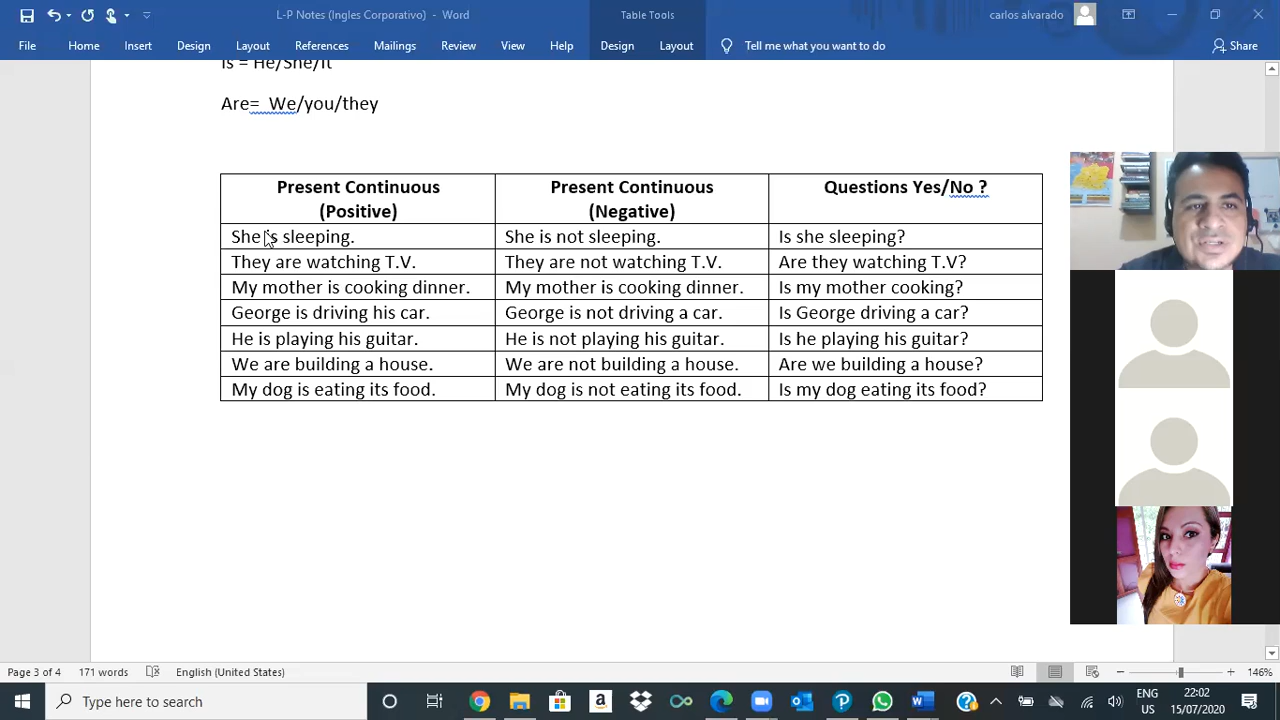 L-P Notes (Ingles Corporativo) - Word
Table Tools
carlos alvarado
File Home Insert Design Layout References Mailings Review View Help Design Layout Tell me what you want to do Share
Is = He/She/It
Are= We/you/they
Present Continuous (Positive)
Present Continuous (Negative)
Questions Yes/No ?
She is sleeping. She is not sleeping. Is she sleeping?
They are watching T.V. They are not watching T.V. Are they watching T.V?
My mother is cooking dinner. My mother is cooking dinner. Is my mother cooking?
George is driving his car. George is not driving a car. Is George driving a car?
He is playing his guitar. He is not playing his guitar. Is he playing his guitar?
We are building a house. We are not building a house. Are we building a house?
My dog is eating its food. My dog is not eating its food. Is my dog eating its food?
Page 3 of 4 171 words English (United States) 146%
Type here to search
ENG 22:02
15/07/2020